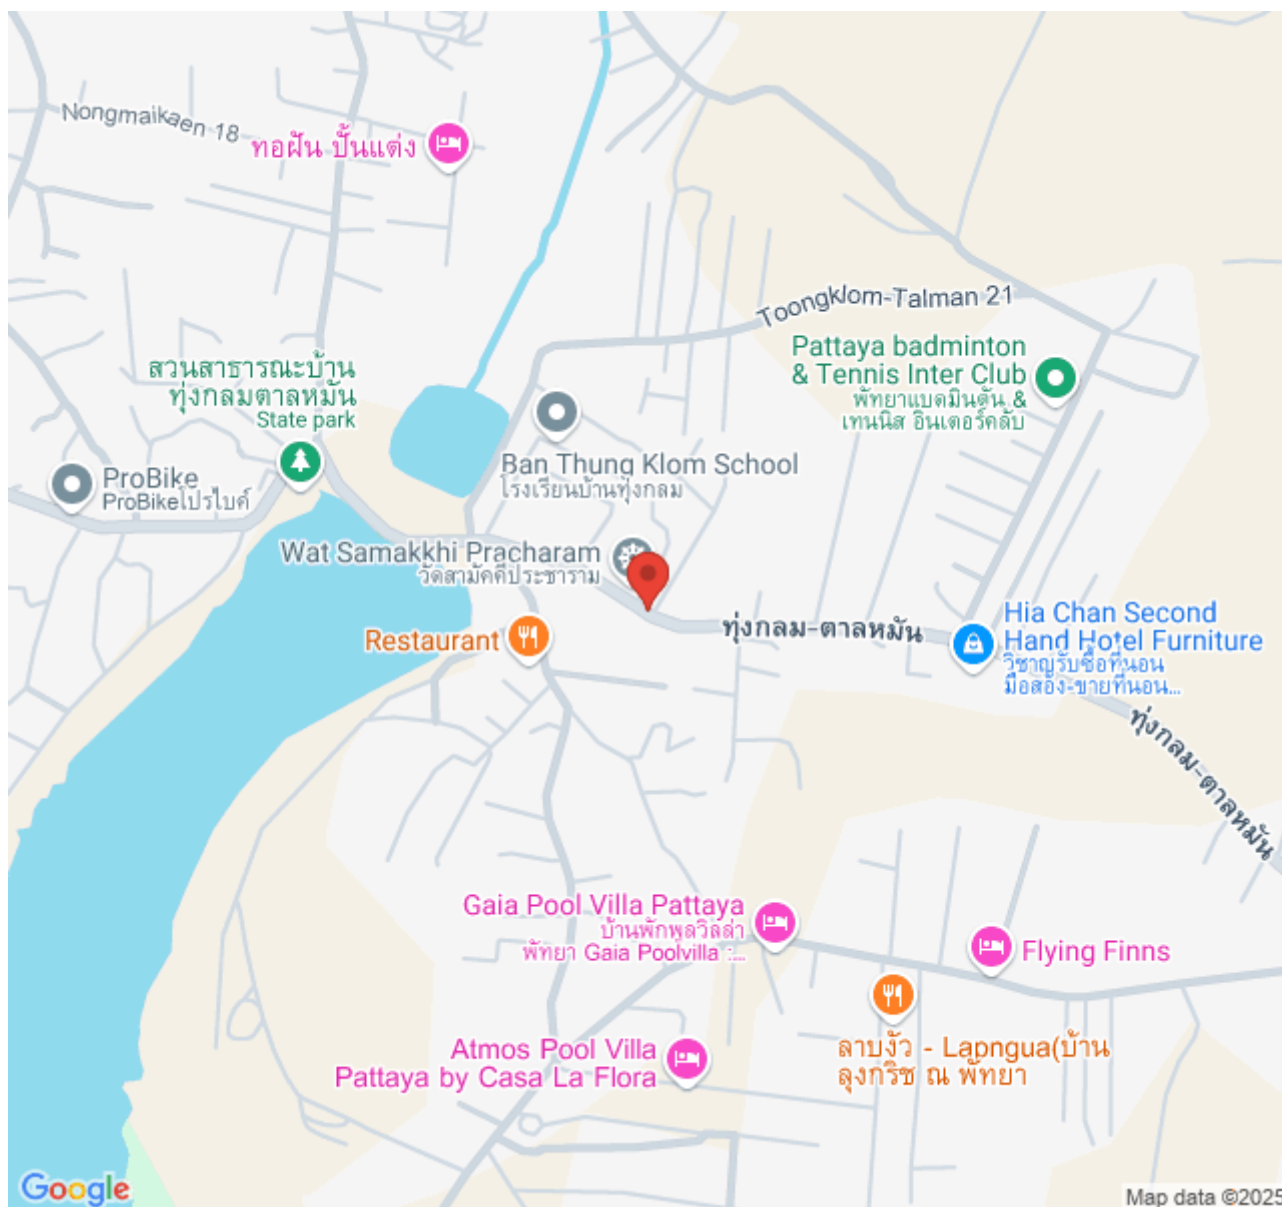 Nongmaikaen 18
ทอฝัน ปั้นแต่ง
Toongklom-Talman 21
สวนสาธารณะบ้าน
ทุ่งกลมตาลหมัน
State park
Pattaya badminton
& Tennis Inter Club
พัทยาแบดมินตัน &
เทนนิส อินเตอร์คลับ
ProBike
ProBikeโปรไบค์
Ban Thung Klom School
โรงเรียนบ้านทุ่งกลม
Wat Samakkhi Pracharam
วัดสามัคคีประชาราม
Restaurant
ทุ่งกลม-ตาลหมัน
Hia Chan Second
Hand Hotel Furniture
วิชาญรับซื้อที่นอน
มือสอง-ขายที่นอน...
ทุ่งกลม-ตาลหมัน
Gaia Pool Villa Pattaya
บ้านพักพูลวิลล่า
พัทยา Gaia Poolvilla :...
Flying Finns
ลาบงัว - Lapngua(บ้าน
ลุงกริช ณ พัทยา
Atmos Pool Villa
Pattaya by Casa La Flora
Google
Map data ©2025